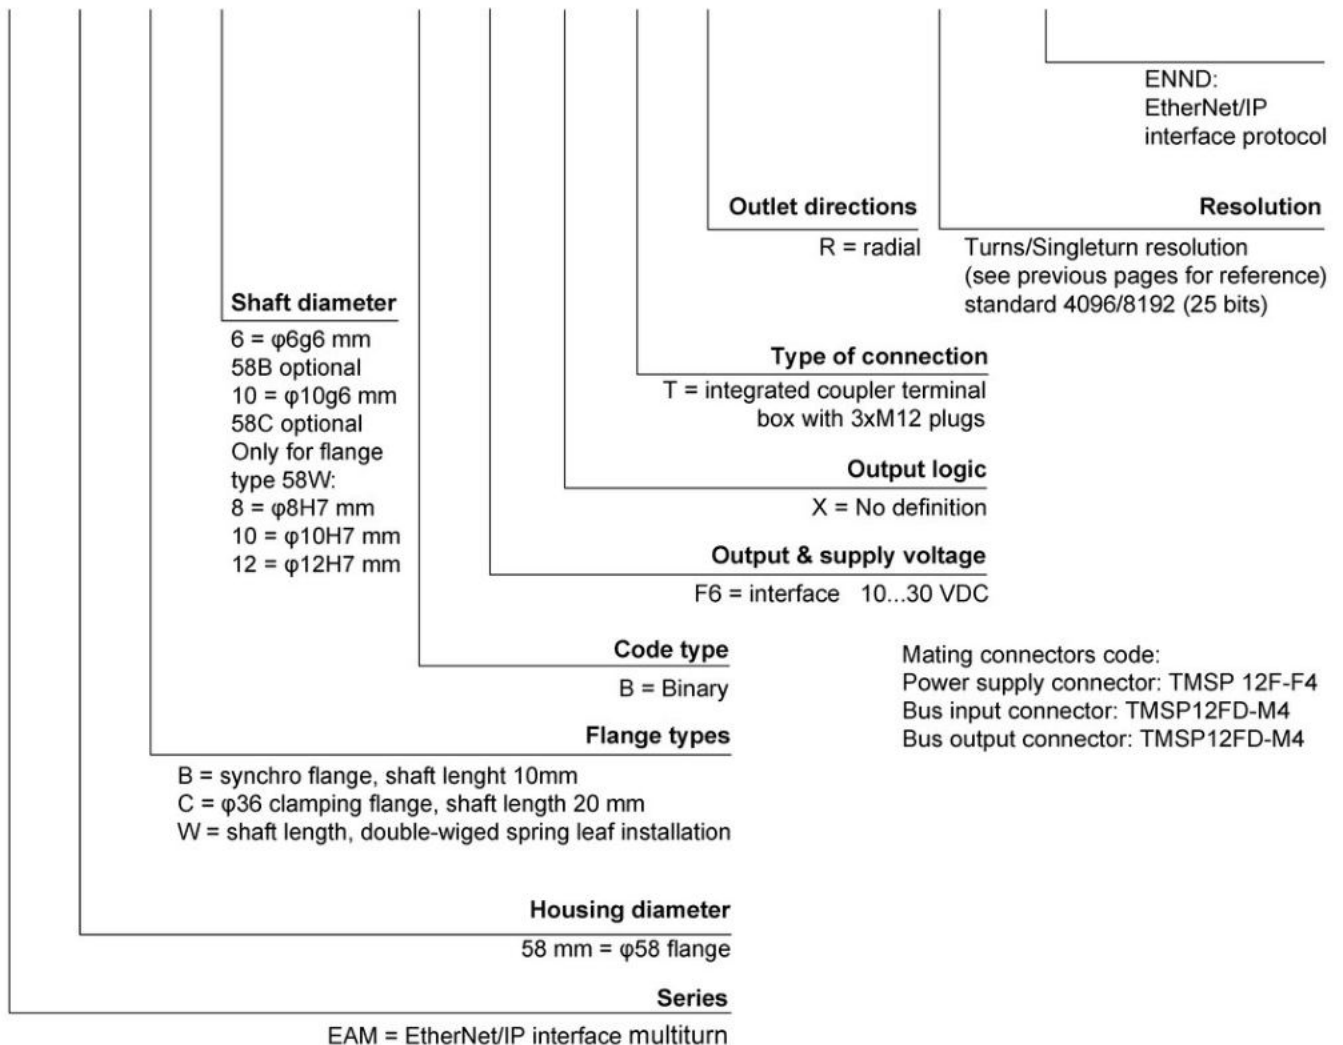 ENND:
EtherNet/IP
interface protocol
Outlet directions
R = radial
Resolution
Turns/Singleturn resolution
(see previous pages for reference)
standard 4096/8192 (25 bits)
Shaft diameter
6 = φ6g6 mm
58B optional
10 = φ10g6 mm
58C optional
Only for flange
type 58W:
8 = φ8H7 mm
10 = φ10H7 mm
12 = φ12H7 mm
Type of connection
T = integrated coupler terminal
box with 3xM12 plugs
Output logic
X = No definition
Output & supply voltage
F6 = interface 10...30 VDC
Code type
B = Binary
Mating connectors code:
Power supply connector: TMSP 12F-F4
Bus input connector: TMSP12FD-M4
Bus output connector: TMSP12FD-M4
Flange types
B = synchro flange, shaft lenght 10mm
C = φ36 clamping flange, shaft length 20 mm
W = shaft length, double-wiged spring leaf installation
Housing diameter
58 mm = φ58 flange
Series
EAM = EtherNet/IP interface multiturn